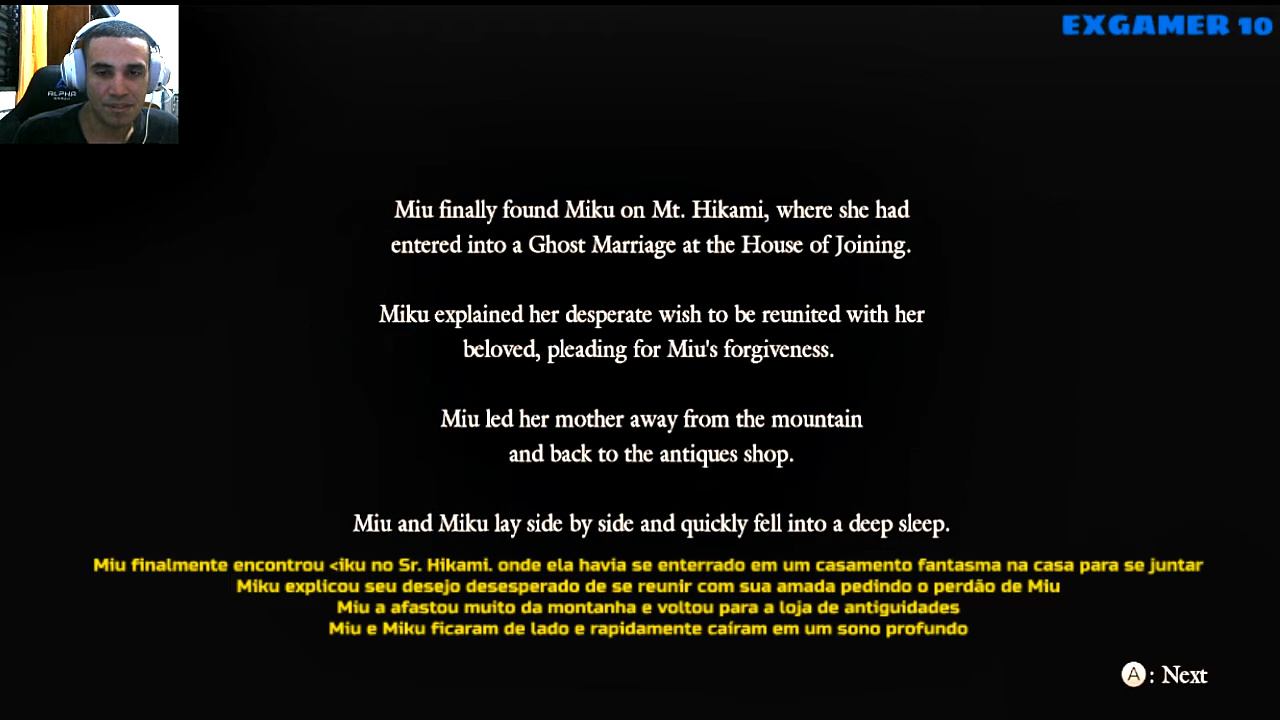 EXGAMER 10
ALPHA
Miu finally found Miku on Mt. Hikami, where she had
entered into a Ghost Marriage at the House of Joining.
Miku explained her desperate wish to be reunited with her
beloved, pleading for Miu's forgiveness.
Miu led her mother away from the mountain
and back to the antiques shop.
Miu and Miku lay side by side and quickly fell into a deep sleep.
Miu finalmente encontrou <iku no Sr. Hikami. onde ela havia se enterrado em um casamento fantasma na casa para se juntar
Miku explicou seu desejo desesperado de se reunir com sua amada pedindo o perdão de Miu
Miu a afastou muito da montanha e voltou para a loja de antiguidades
Miu e Miku ficaram de lado e rapidamente caíram em um sono profundo
A : Next